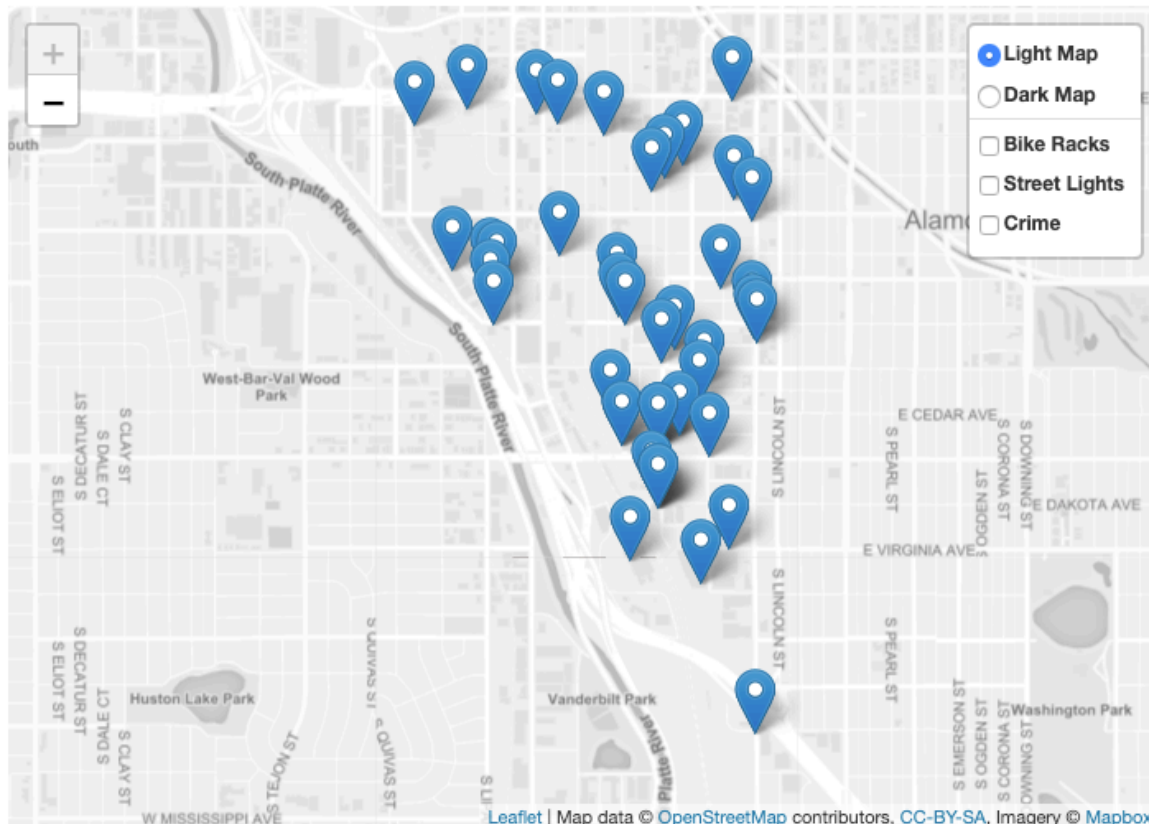 +
−
Light Map
Dark Map
Bike Racks
Street Lights
Crime
outh
South Platte River
Alamo
South Platte River
West-Bar-Val Wood
Park
S DECATUR ST
S DALE CT
S CLAY ST
S ELIOT ST
S LINCOLN ST
E CEDAR AVE
S PEARL ST
S CORONA ST
S DOWNING ST
S OGDEN ST
E DAKOTA AVE
E VIRGINIA AVE
S ELIOT ST
S DECATUR ST
S DALE CT
S CLAY ST
S QUIVAS ST
S QUIVAS ST
S LINCOLN ST
S PEARL ST
Huston Lake Park
Vanderbilt Park
Washington Park
S TEJON ST
Platte River
S EMERSON ST
S OGDEN ST
S CORONA ST
OWNING ST
W MISSISSIPPI AVE
Leaflet | Map data © OpenStreetMap contributors, CC-BY-SA, Imagery © Mapbox